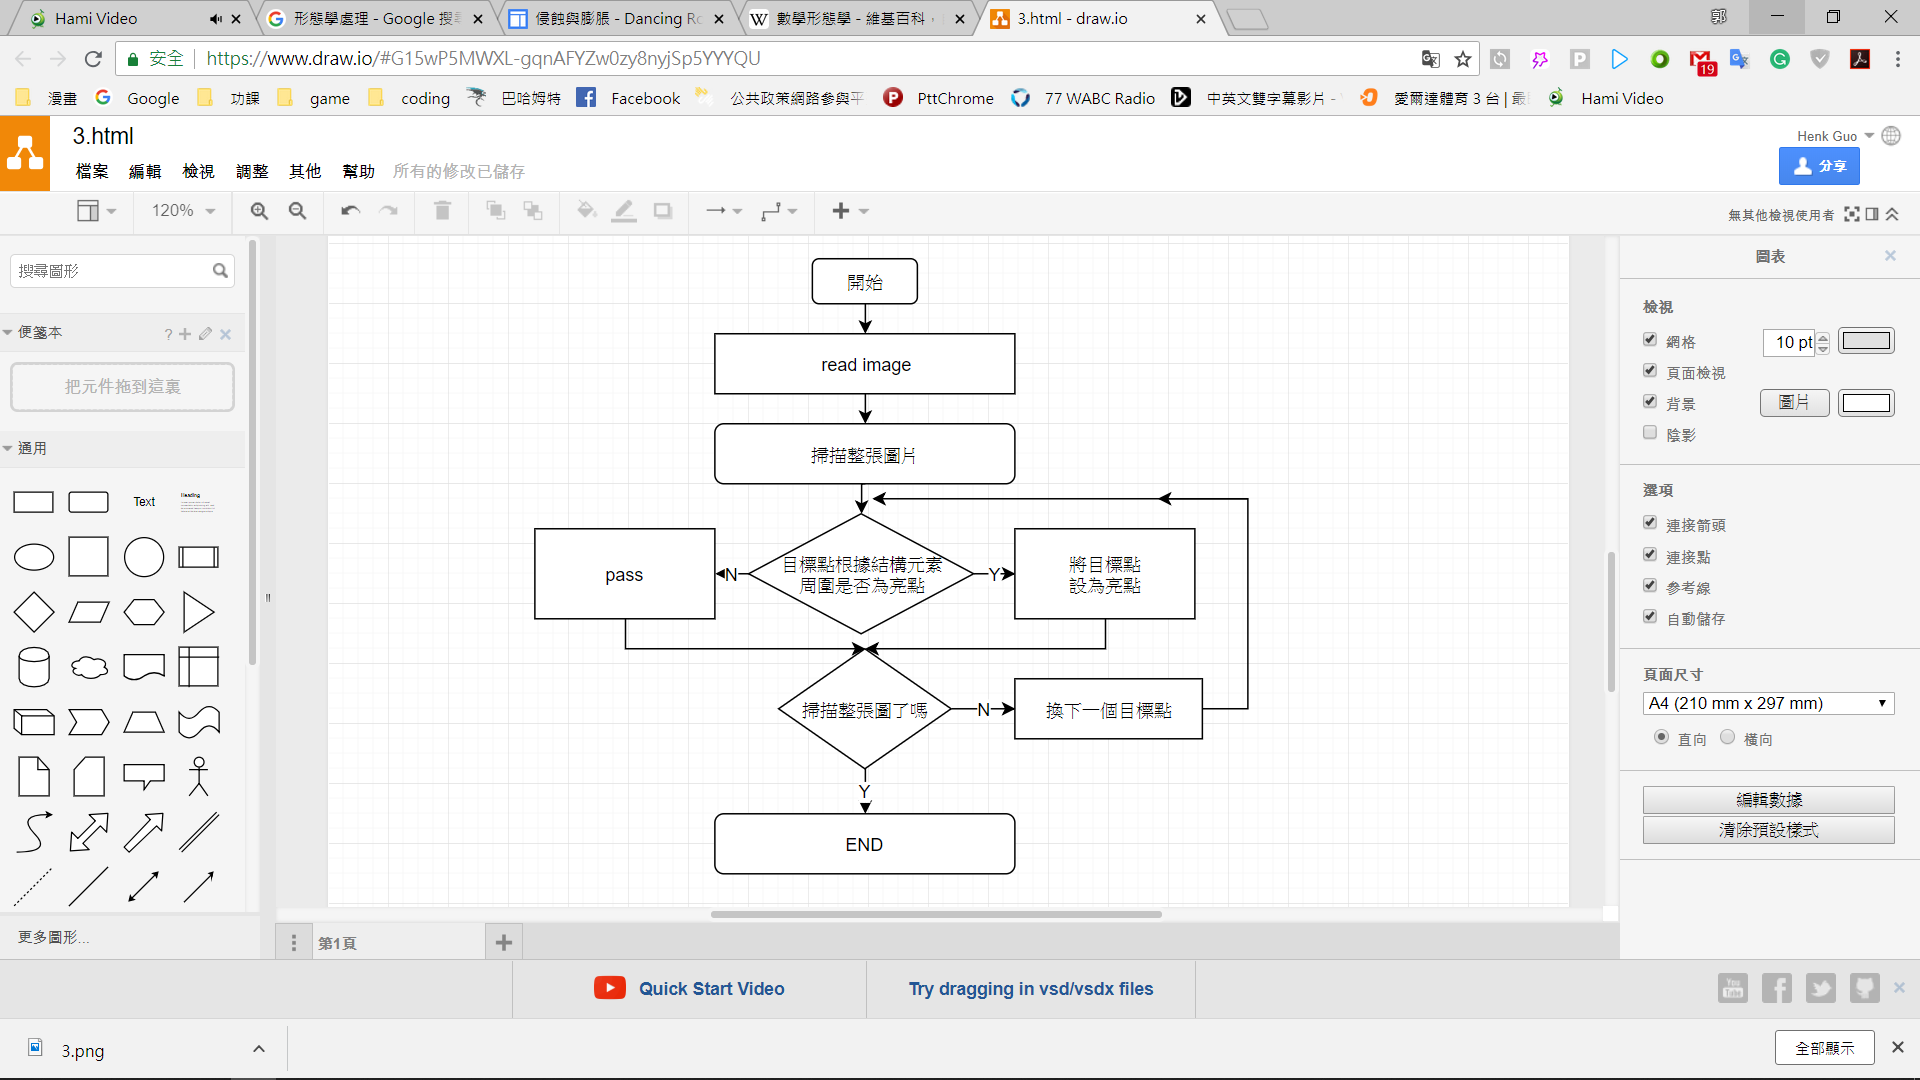 Hami Video
形態學處理 - Google 搜尋
侵蝕與膨脹 - Dancing Ro
數學形態學 - 維基百科，
3.html - draw.io
郭
安全
https://www.draw.io/#G15wP5MWXL-gqnAFYZw0zy8nyjSp5YYYQU
19
漫畫
Google
功課
game
coding
巴哈姆特
Facebook
公共政策網路參與平
PttChrome
77 WABC Radio
中英文雙字幕影片 -
愛爾達體育 3 台 | 最
Hami Video
3.html
Henk Guo
檔案 編輯 檢視 調整 其他 幫助 所有的修改已儲存
分享
120%
無其他檢視使用者
搜尋圖形
便箋本
?
把元件拖到這裏
通用
Text
Heading
更多圖形...
開始
read image
掃描整張圖片
目標點根據結構元素
周圍是否為亮點
N
pass
Y
將目標點
設為亮點
掃描整張圖了嗎
N
換下一個目標點
Y
END
第1頁
圖表
檢視
網格
10 pt
頁面檢視
背景
圖片
陰影
選項
連接箭頭
連接點
參考線
自動儲存
頁面尺寸
A4 (210 mm x 297 mm)
直向 橫向
編輯數據
清除預設樣式
Quick Start Video
Try dragging in vsd/vsdx files
You Tube
3.png
全部顯示